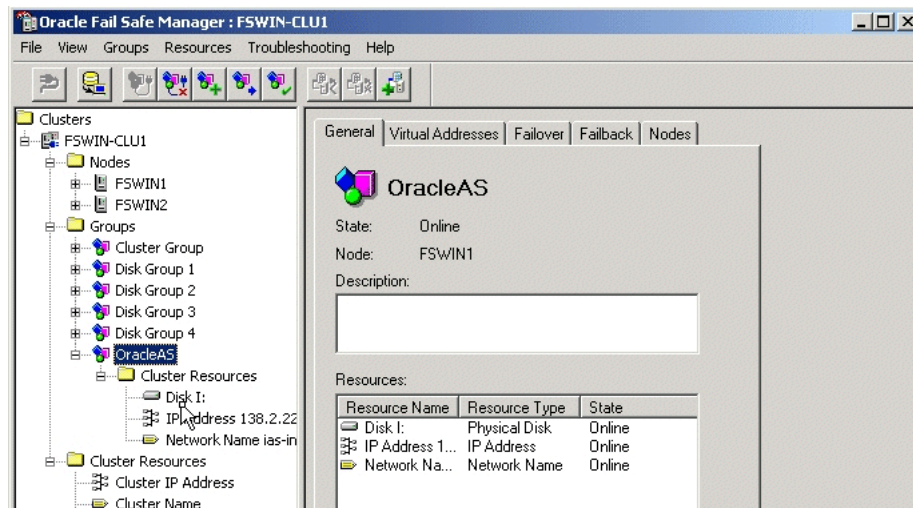 Oracle Fail Safe Manager : FSWIN-CLU1
File View Groups Resources Troubleshooting Help
Clusters
FSWIN-CLU1
Nodes
FSWIN1
FSWIN2
Groups
Cluster Group
Disk Group 1
Disk Group 2
Disk Group 3
Disk Group 4
OracleAS
Cluster Resources
Disk I:
IP Address 138.2.22
Network Name ias-in
Cluster Resources
Cluster IP Address
Cluster Name
General Virtual Addresses Failover Failback Nodes
OracleAS
State: Online
Node: FSWIN1
Description:
Resources:
Resource Name Resource Type State
Disk I: Physical Disk Online
IP Address 1... IP Address Online
Network Na... Network Name Online